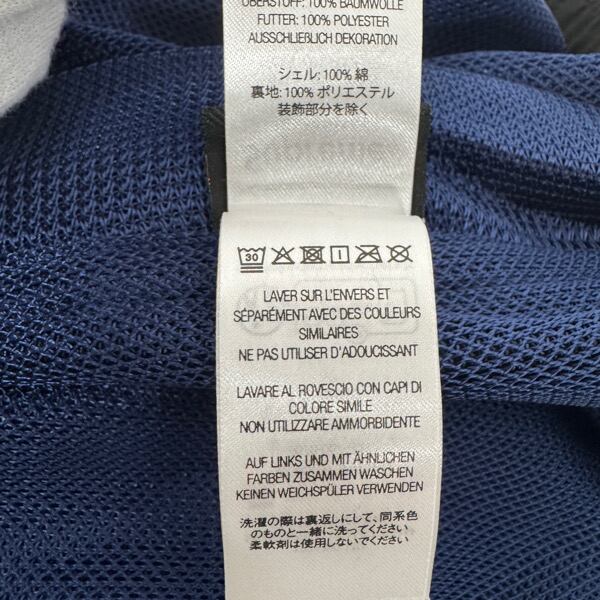 OBERSTOFF: 100% BAUMWOLLE
FUTTER: 100% POLYESTER
AUSSCHLIEBLICH DEKORATION
シェル: 100% 綿
裏地: 100% ポリエステル
装飾部分を除く
30
LAVER SUR L'ENVERS ET
SÉPARÉMENT AVEC DES COULEURS
SIMILAIRES
NE PAS UTILISER D'ADOUCISSANT
LAVARE AL ROVESCIO CON CAPI DI
COLORE SIMILE
NON UTILIZZARE AMMORBIDENTE
AUF LINKS UND MIT ÄHNLICHEN
FARBEN ZUSAMMEN WASCHEN
KEINEN WEICHSPÜLER VERWENDEN
洗濯の際は裏返しにして、同系色
のものと一緒に洗ってください
柔軟剤は使用しないでください